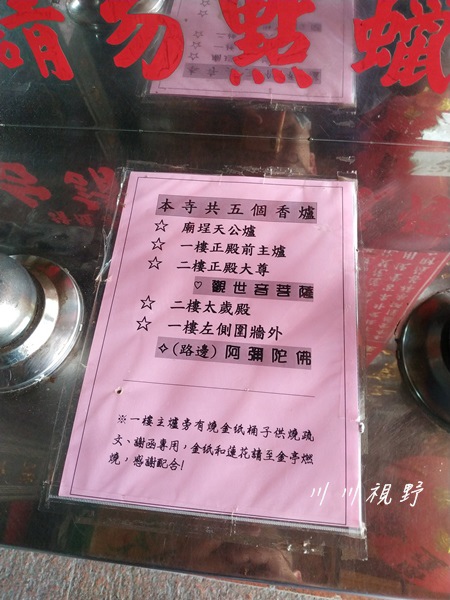 請勿點蠟
本寺共五個香爐
☆ 廟埕天公爐
☆ 一樓正殿前主爐
☆ 二樓正殿大尊
♡觀世音菩薩
☆ 二樓太歲殿
☆ 一樓左側圍牆外
✧(路邊)阿彌陀佛
※一樓主爐旁有燒金紙桶子供燒疏
文、謝函專用,金紙和蓮花請至金亭燃
燒,感謝配合!
川川視野